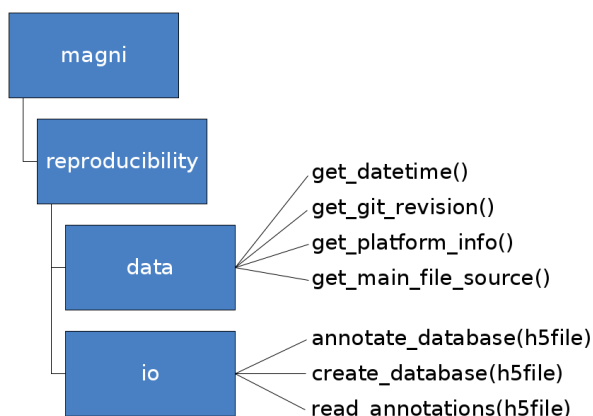 magni
reproducibility
data
get_datetime()
get_git_revision()
get_platform_info()
get_main_file_source()
io
annotate_database(h5file)
create_database(h5file)
read_annotations(h5file)